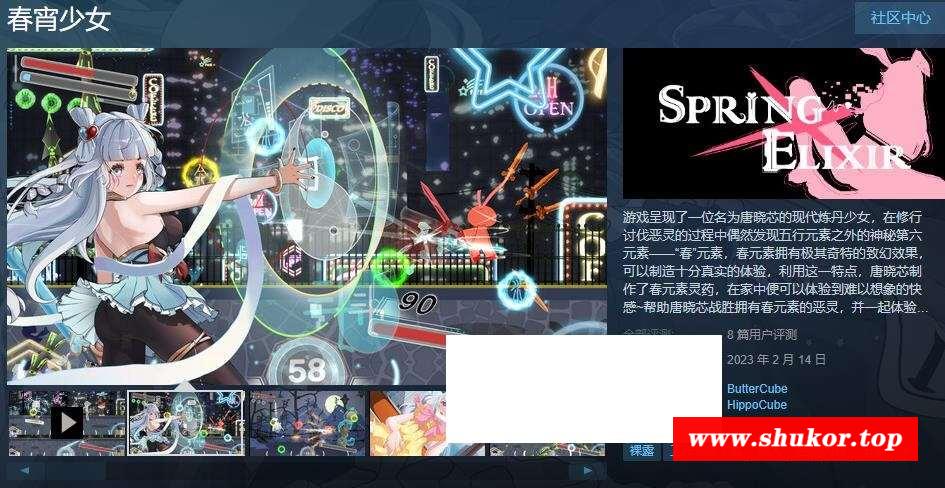 春宵少女
社区中心
COFFEE
COFFEE
DISCO
OPEN
SPRING
ELIXIR
游戏呈现了一位名为唐晓芯的现代炼丹少女，在修行
讨伐恶灵的过程中偶然发现五行元素之外的神秘第六
元素——“春”元素，春元素拥有极其奇特的致幻效果，
可以制造十分真实的体验，利用这一特点，唐晓芯制
作了春元素灵药，在家中便可以体验到难以想象的快
感~帮助唐晓芯战胜拥有春元素的恶灵，并一起体验...
全部评测:
8 篇用户评测
2023 年 2 月 14 日
90
58
ButterCube
HippoCube
www.shukor.top
裸露